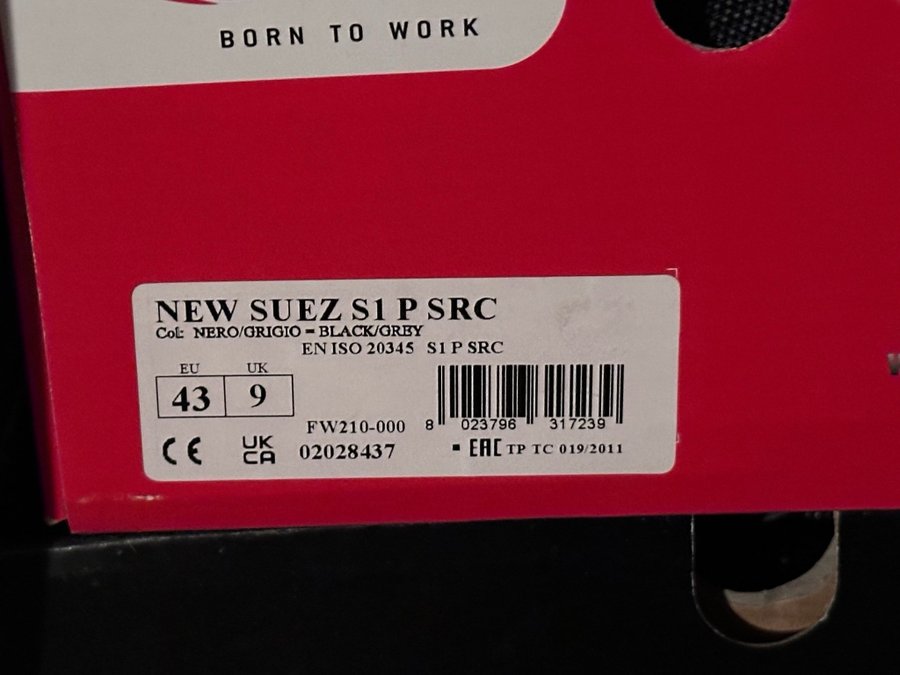 BORN TO WORK
NEW SUEZ S1 P SRC
Col: NERO/GRIGIO = BLACK/GREY
EN ISO 20345 S1 P SRC
EU UK
43 9
FW210-000
8 023796 317239
CE UK CA 02028437
EAC TP TC 019/2011